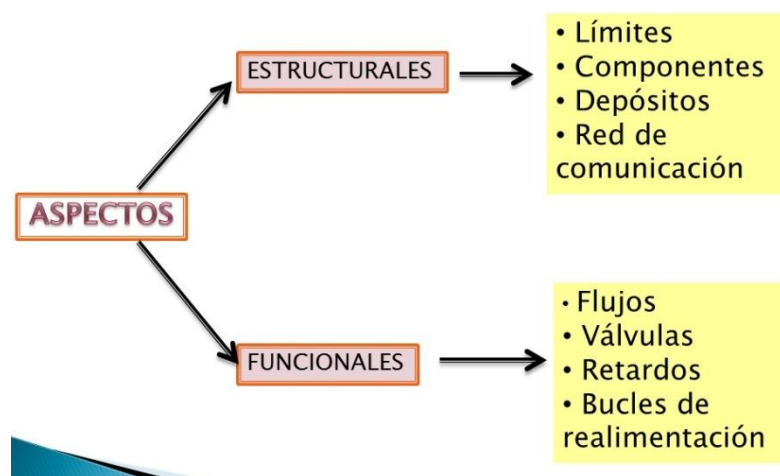 ESTRUCTURALES
• Límites
• Componentes
• Depósitos
• Red de
comunicación
ASPECTOS
FUNCIONALES
• Flujos
• Válvulas
• Retardos
• Bucles de
realimentación